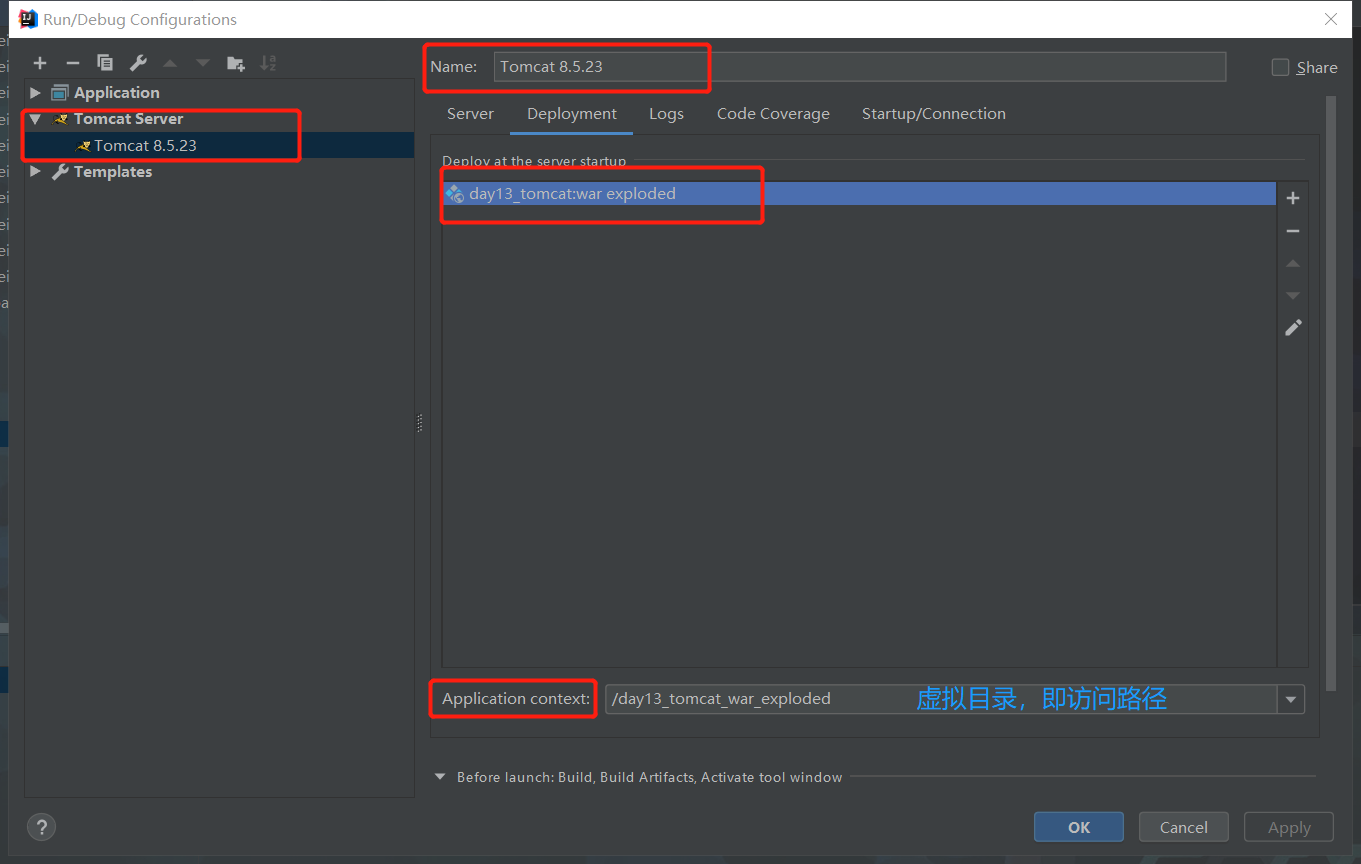 Run/Debug Configurations
Name: Tomcat 8.5.23
Share
Application
Tomcat Server
Tomcat 8.5.23
Templates
Server Deployment Logs Code Coverage Startup/Connection
Deploy at the server startup
day13_tomcat:war exploded
Application context: /day13_tomcat_war_exploded 虚拟目录，即访问路径
Before launch: Build, Build Artifacts, Activate tool window
?
OK Cancel Apply